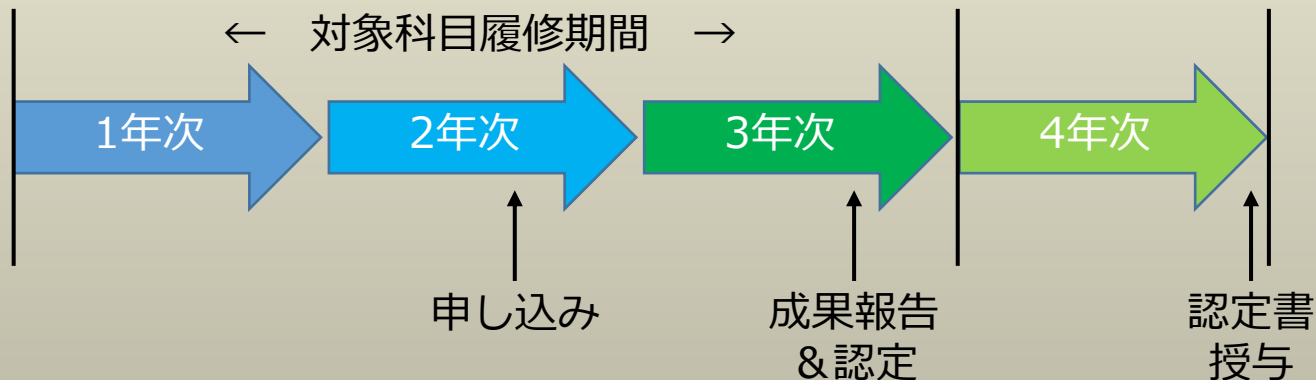 ← 対象科目履修期間 →
1年次
2年次
3年次
4年次
申し込み
成果報告
&認定
認定書
授与